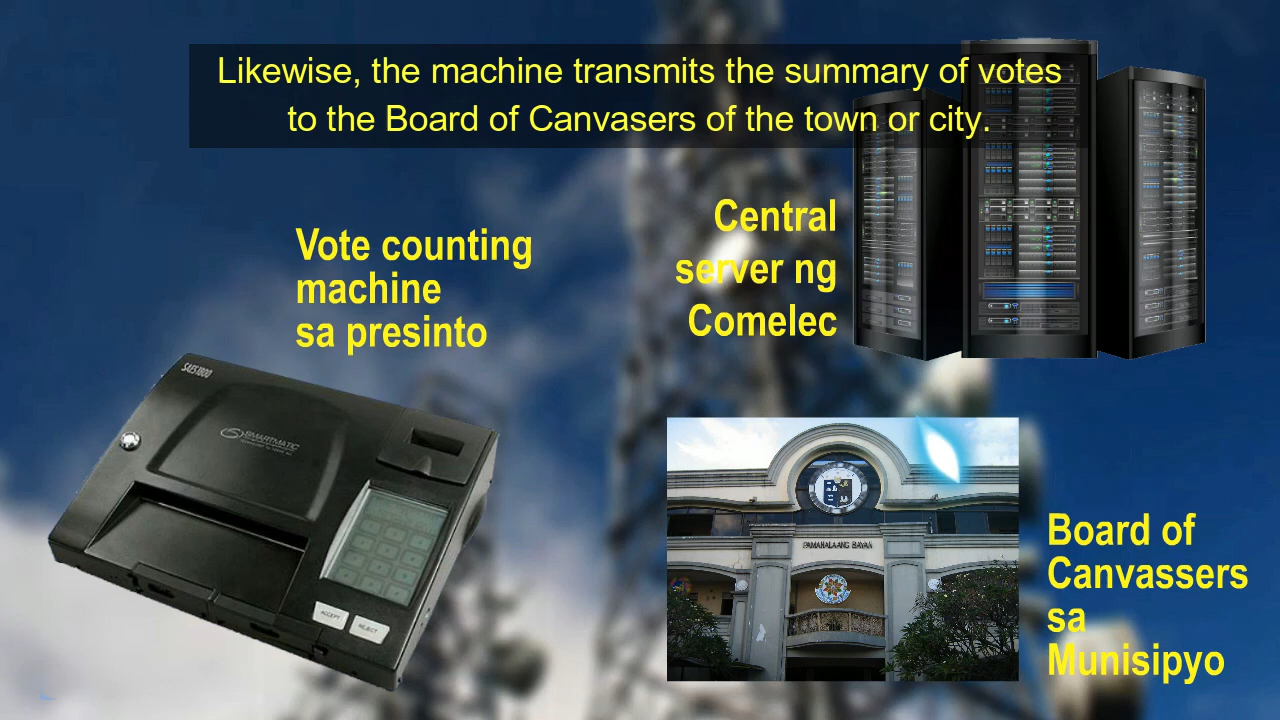 Likewise, the machine transmits the summary of votes
to the Board of Canvasers of the town or city.
Central
server ng
Comelec
Vote counting
machine
sa presinto
SAES1800
SMARTMATIC
ACCEPT
REJECT
PAMAHALAANG BAYAN
Board of
Canvassers
sa
Munisipyo